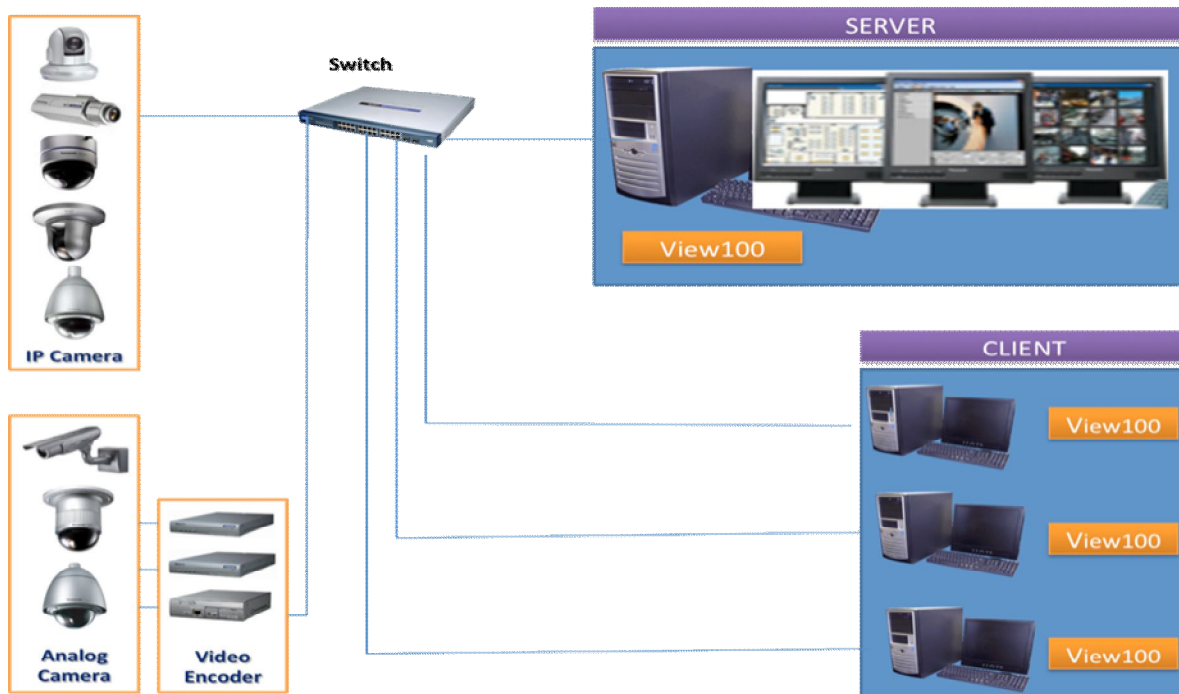 Switch
SERVER
View100
IP Camera
CLIENT
View100
View100
View100
Analog
Camera
Video
Encoder